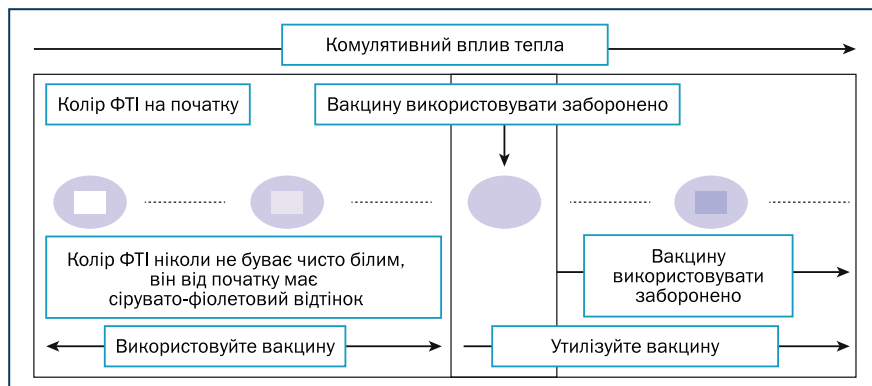 Комулятивний вплив тепла
Колір ФТІ на початку
Вакцину використовувати заборонено
Колір ФТІ ніколи не буває чисто білим,
він від початку має
сірувато-фіолетовий відтінок
Вакцину
використовувати
заборонено
Використовуйте вакцину
Утилізуйте вакцину